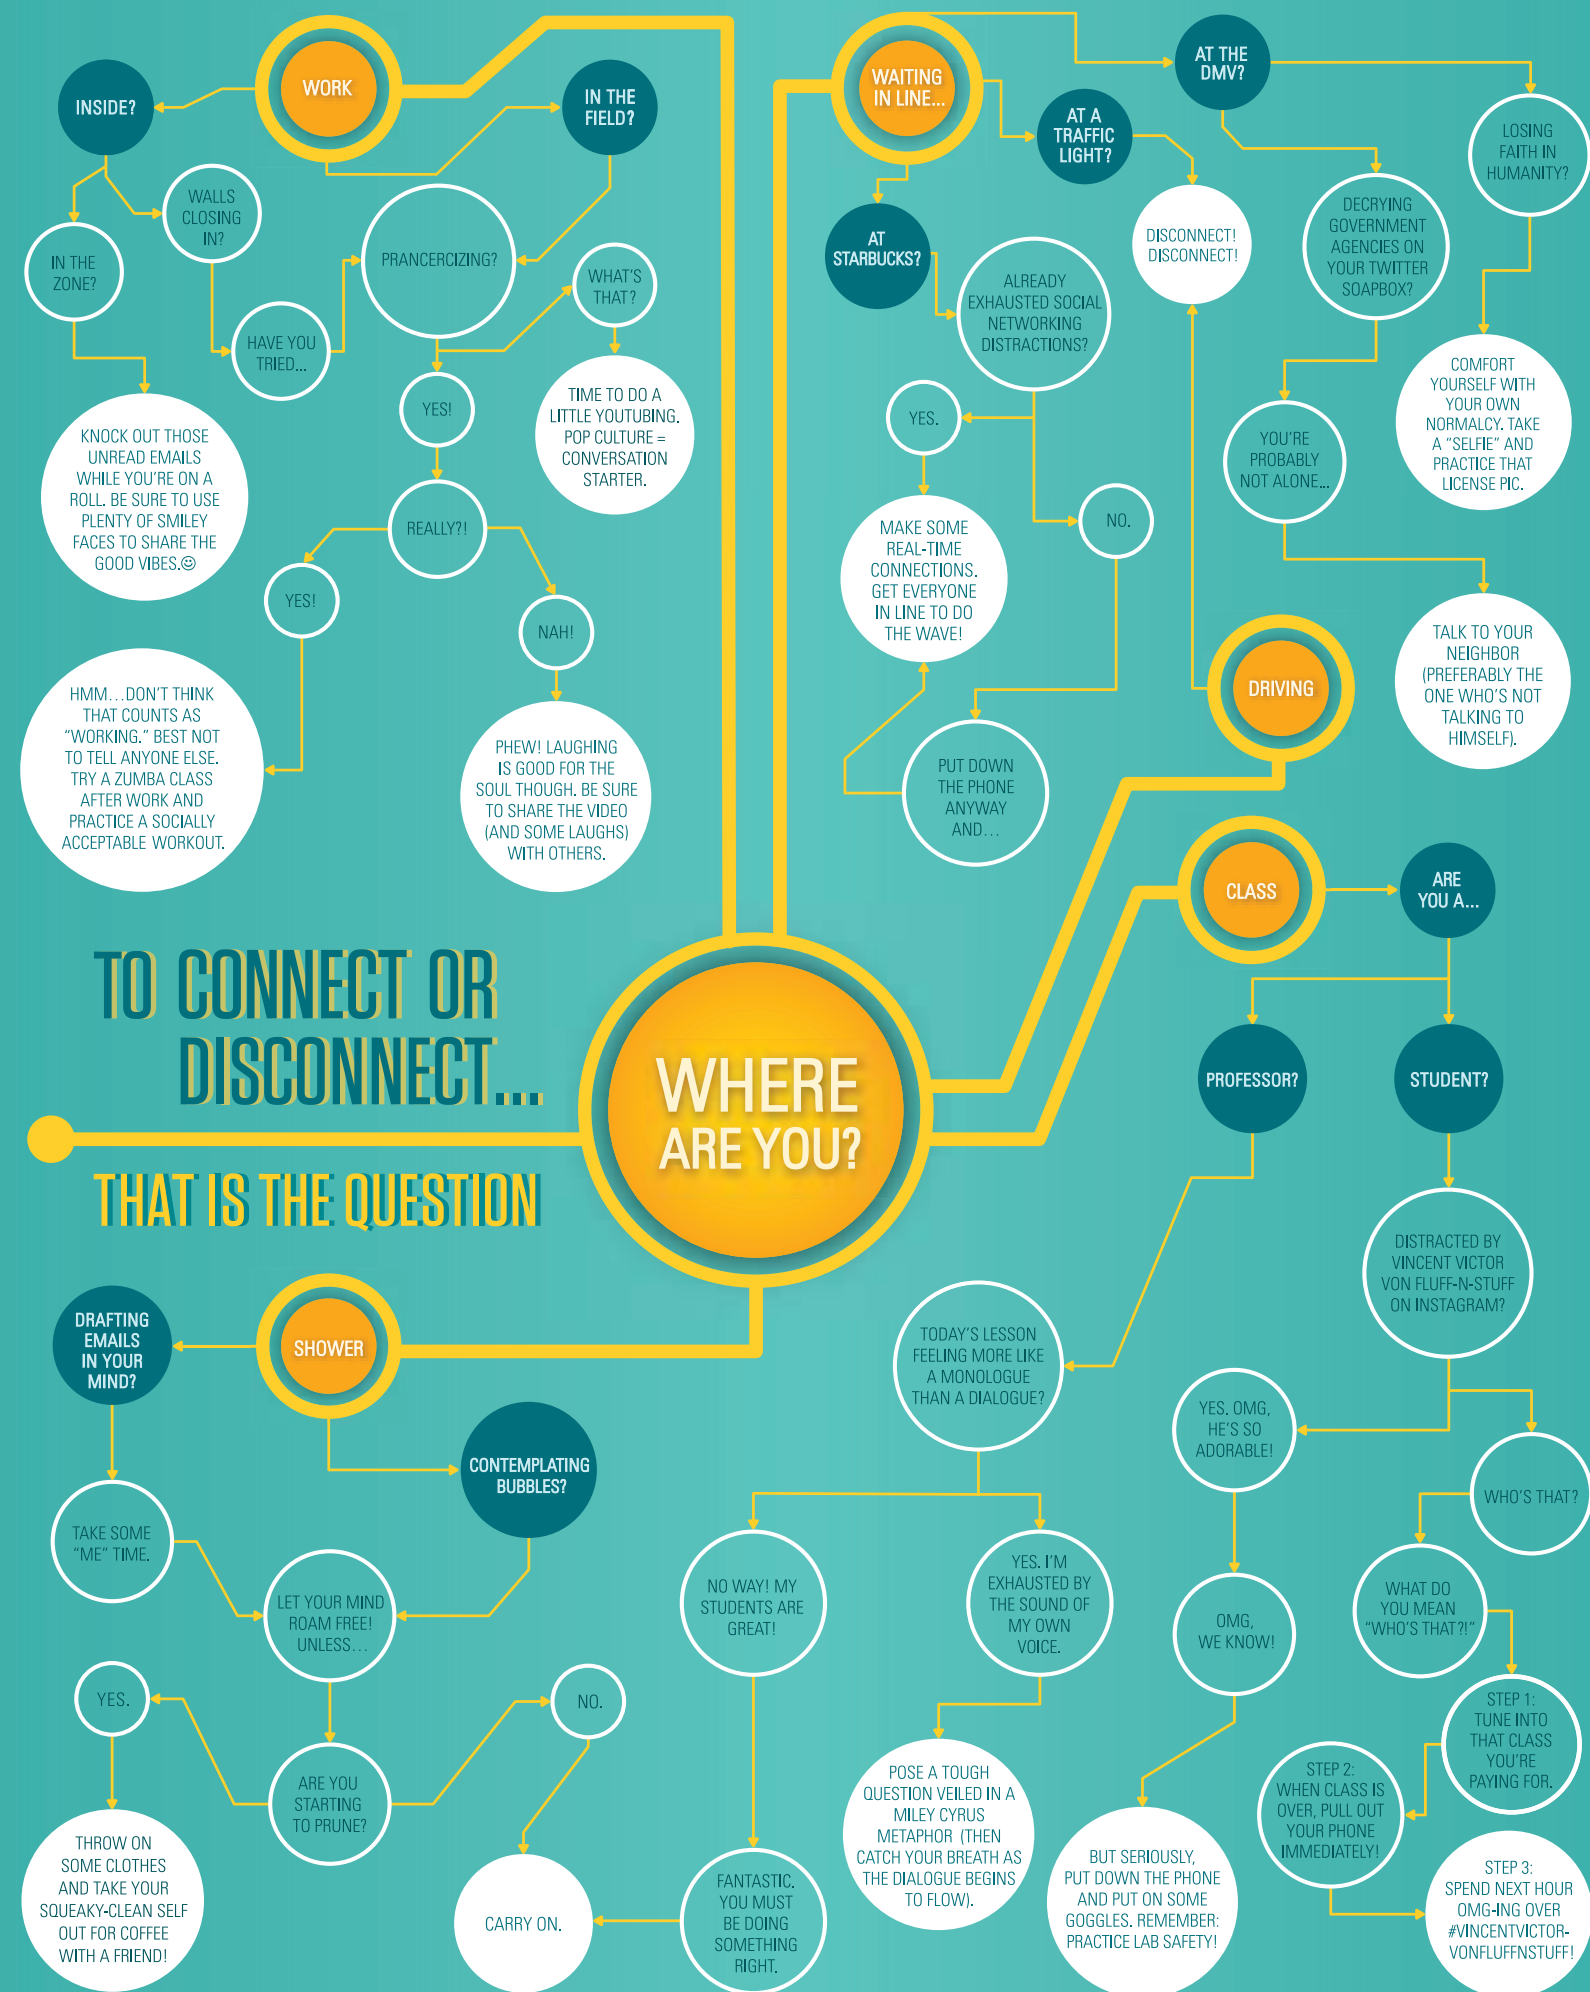 WORK
INSIDE?
IN THE
FIELD?
WALLS
CLOSING
IN?
IN THE
ZONE?
HAVE YOU
TRIED...
PRANCERCIZING?
WHAT'S
THAT?
YES!
TIME TO DO A
LITTLE YOUTUBING.
POP CULTURE =
CONVERSATION
STARTER.
KNOCK OUT THOSE
UNREAD EMAILS
WHILE YOU'RE ON A
ROLL. BE SURE TO USE
PLENTY OF SMILEY
FACES TO SHARE THE
GOOD VIBES.☺
REALLY?!
YES!
NAH!
HMM...DON'T THINK
THAT COUNTS AS
"WORKING." BEST NOT
TO TELL ANYONE ELSE.
TRY A ZUMBA CLASS
AFTER WORK AND
PRACTICE A SOCIALLY
ACCEPTABLE WORKOUT.
PHEW! LAUGHING
IS GOOD FOR THE
SOUL THOUGH. BE SURE
TO SHARE THE VIDEO
(AND SOME LAUGHS)
WITH OTHERS.
WAITING
IN LINE...
AT THE
DMV?
AT A
TRAFFIC
LIGHT?
AT
STARBUCKS?
LOSING
FAITH IN
HUMANITY?
DISCONNECT!
DISCONNECT!
DECRYING
GOVERNMENT
AGENCIES ON
YOUR TWITTER
SOAPBOX?
ALREADY
EXHAUSTED SOCIAL
NETWORKING
DISTRACTIONS?
YES.
NO.
YOU'RE
PROBABLY
NOT ALONE...
COMFORT
YOURSELF WITH
YOUR OWN
NORMALCY. TAKE
A "SELFIE" AND
PRACTICE THAT
LICENSE PIC.
MAKE SOME
REAL-TIME
CONNECTIONS.
GET EVERYONE
IN LINE TO DO
THE WAVE!
PUT DOWN
THE PHONE
ANYWAY
AND...
TALK TO YOUR
NEIGHBOR
(PREFERABLY THE
ONE WHO'S NOT
TALKING TO
HIMSELF).
DRIVING
CLASS
ARE
YOU A...
PROFESSOR?
STUDENT?
TO CONNECT OR
DISCONNECT...
THAT IS THE QUESTION
WHERE
ARE YOU?
DISTRACTED BY
VINCENT VICTOR
VON FLUFF-N-STUFF
ON INSTAGRAM?
TODAY'S LESSON
FEELING MORE LIKE
A MONOLOGUE
THAN A DIALOGUE?
YES. OMG,
HE'S SO
ADORABLE!
WHO'S THAT?
NO WAY! MY
STUDENTS ARE
GREAT!
YES. I'M
EXHAUSTED BY
THE SOUND OF
MY OWN
VOICE.
OMG,
WE KNOW!
WHAT DO
YOU MEAN
"WHO'S THAT?!"
STEP 1:
TUNE INTO
THAT CLASS
YOU'RE
PAYING FOR.
STEP 2:
WHEN CLASS IS
OVER, PULL OUT
YOUR PHONE
IMMEDIATELY!
STEP 3:
SPEND NEXT HOUR
OMG-ING OVER
#VINCENTVICTOR-
VONFLUFFNSTUFF!
POSE A TOUGH
QUESTION VEILED IN A
MILEY CYRUS
METAPHOR (THEN
CATCH YOUR BREATH AS
THE DIALOGUE BEGINS
TO FLOW).
BUT SERIOUSLY,
PUT DOWN THE PHONE
AND PUT ON SOME
GOGGLES. REMEMBER:
PRACTICE LAB SAFETY!
FANTASTIC.
YOU MUST
BE DOING
SOMETHING
RIGHT.
CARRY ON.
SHOWER
DRAFTING
EMAILS
IN YOUR
MIND?
CONTEMPLATING
BUBBLES?
TAKE SOME
"ME" TIME.
LET YOUR MIND
ROAM FREE!
UNLESS...
YES.
NO.
ARE YOU
STARTING
TO PRUNE?
THROW ON
SOME CLOTHES
AND TAKE YOUR
SQUEAKY-CLEAN SELF
OUT FOR COFFEE
WITH A FRIEND!